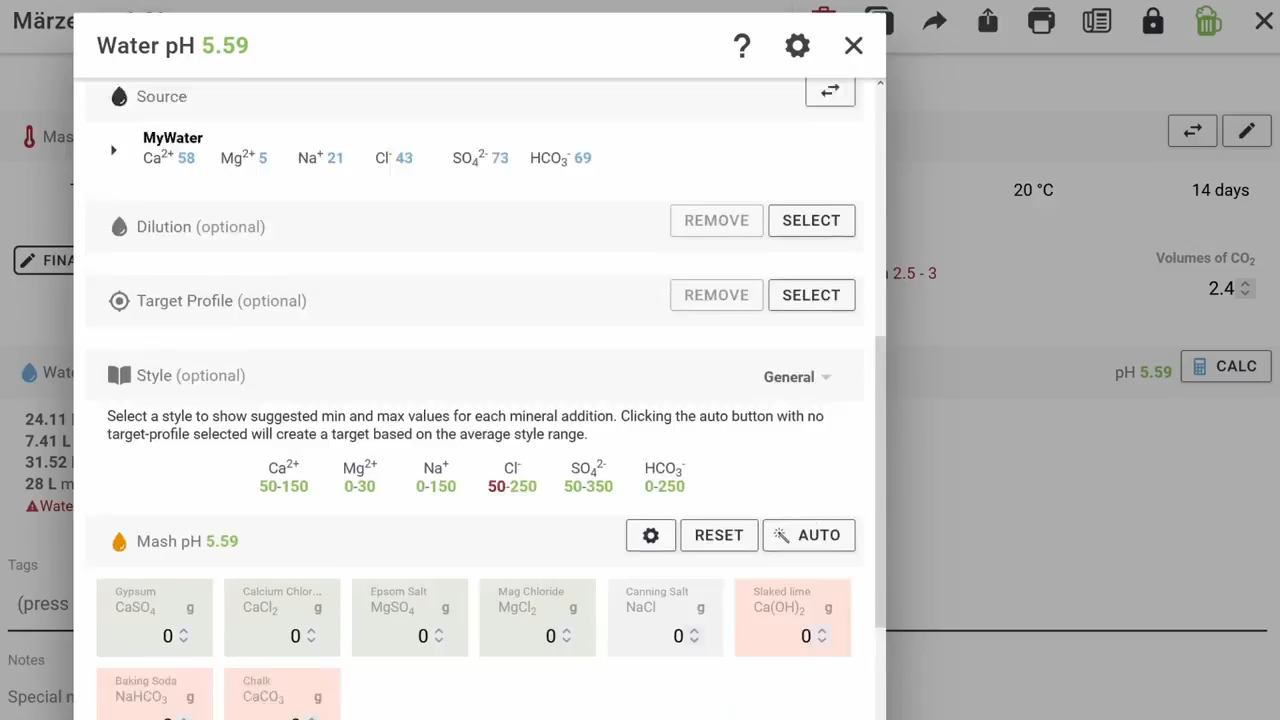 Märze
Water pH 5.59
?
Source
MyWater
Ca2+ 58 Mg2+ 5 Na+ 21 Cl- 43 SO42- 73 HCO3- 69
Mas
20 °C 14 days
Dilution (optional) REMOVE SELECT
FINA
2.5 - 3
Volumes of CO2
2.4
Target Profile (optional) REMOVE SELECT
Wate
pH 5.59 CALC
Style (optional) General
Select a style to show suggested min and max values for each mineral addition. Clicking the auto button with no
target-profile selected will create a target based on the average style range.
24.11 L
7.41 L
31.52
28 L m
Wate
Ca2+ Mg2+ Na+ Cl- SO42- HCO3-
50-150 0-30 0-150 50-250 50-350 0-250
Mash pH 5.59 RESET AUTO
Tags
(press
Gypsum Calcium Chlor... Epsom Salt Mag Chloride Canning Salt Slaked lime
CaSO4 g CaCl2 g MgSO4 g MgCl2 g NaCl g Ca(OH)2 g
0 0 0 0 0 0
Notes
Special n
Baking Soda Chalk
NaHCO3 g CaCO3 g